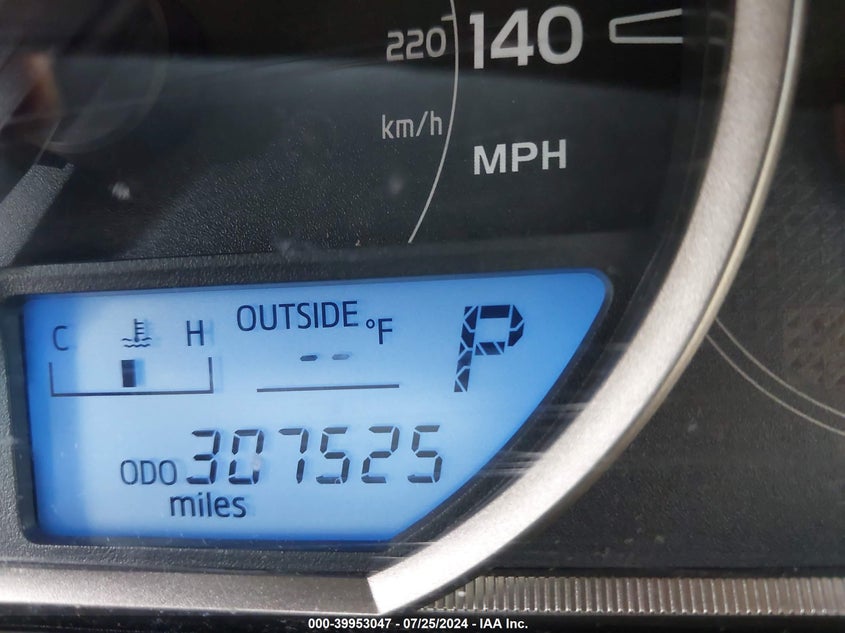 220 140
km/h
MPH
C H OUTSIDE °F P
--
ODO 307525
miles
000-39953047 - 07/25/2024 - IAA Inc.